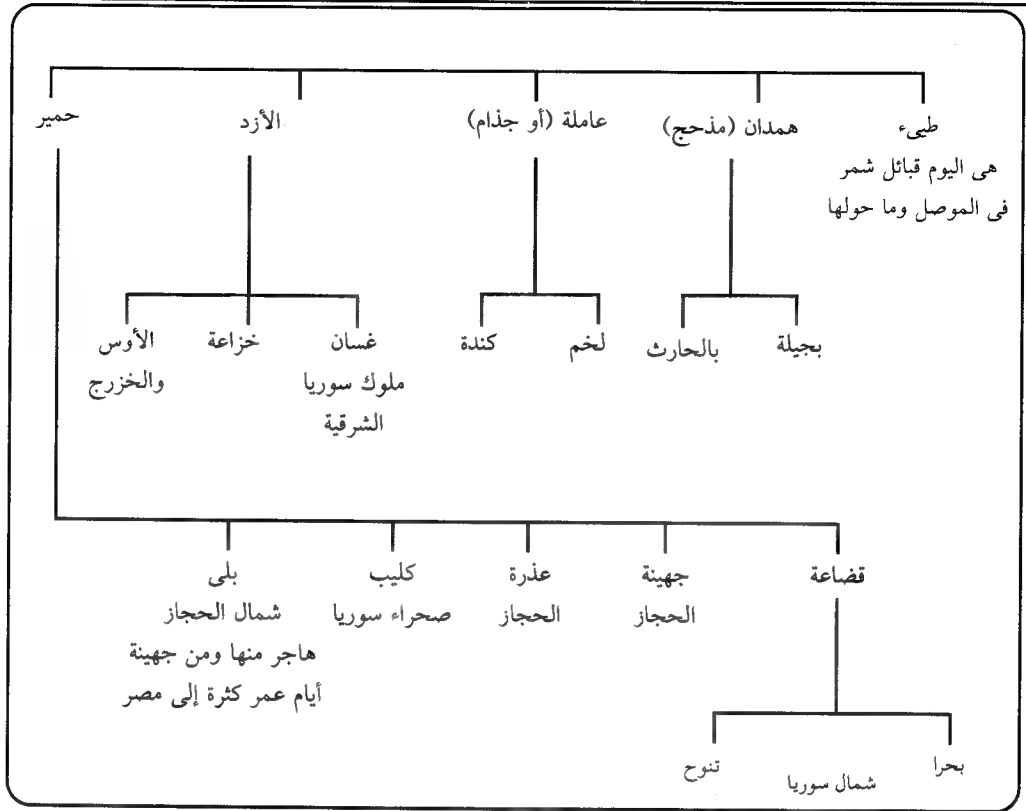 طيىء
هى اليوم قبائل شمر
فى الموصل وما حولها
همدان (مذحج)
عاملة (أو جذام)
الأزد
حمير
بجيلة
بالحارث
لخم
كندة
غسان
ملوك سوريا
الشرقية
خزاعة
الأوس
والخزرج
قضاعة
جهينة
الحجاز
عذرة
الحجاز
كليب
صحراء سوريا
بلى
شمال الحجاز
هاجر منها ومن جهينة
أيام عمر كثرة إلى مصر
بحرا
شمال سوريا
تنوح